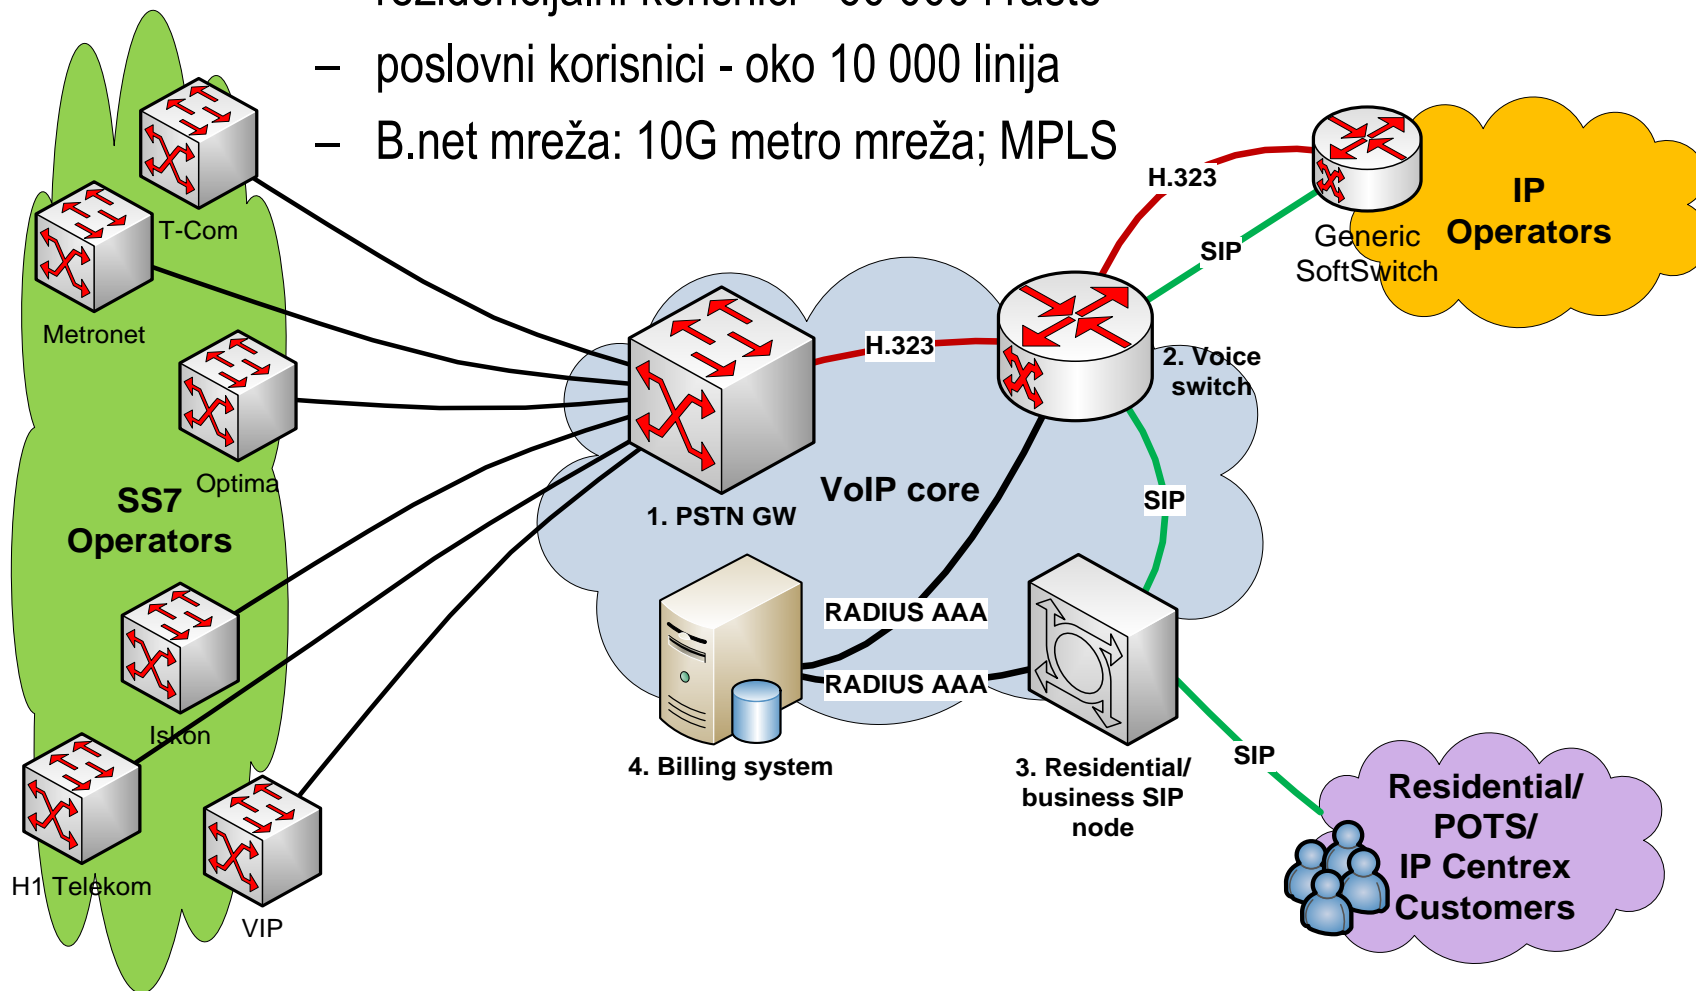 rezidencijalni korisnici
– poslovni korisnici - oko 10 000 linija
– B.net mreža: 10G metro mreža; MPLS
T-Com
Metronet
Optima
SS7
Operators
Iskon
H1 Telekom
VIP
H.323
1. PSTN GW
VoIP core
2. Voice
switch
H.323
SIP
Generic
SoftSwitch
IP
Operators
SIP
RADIUS AAA
RADIUS AAA
4. Billing system
3. Residential/
business SIP
node
SIP
Residential/
POTS/
IP Centrex
Customers